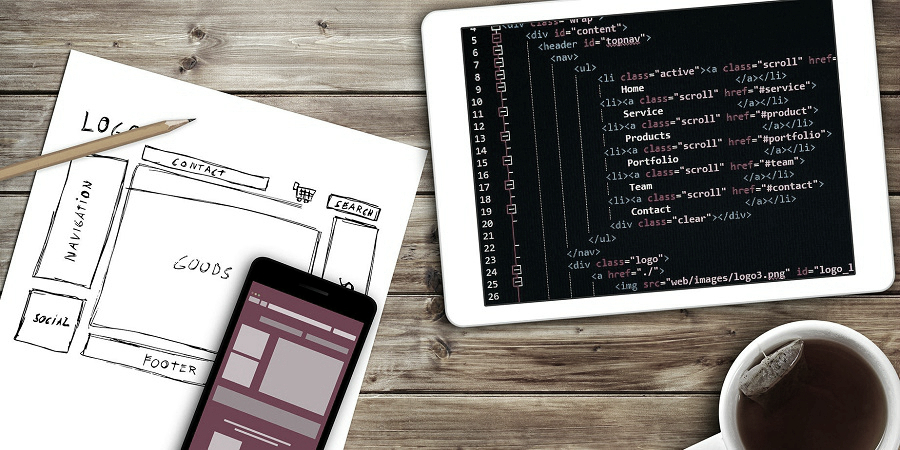 CONTACT
SEARCH
NAVIGATION
GOODS
SOCIAL
FOOTER
4 <div class="wrap">
5 <div id="content">
6 <header id="topnav">
7 <nav>
8 <ul>
9 <li class="active"><a class="scroll" href=
Home </a></li>
10 <li><a class="scroll" href="#service">
11 Service </a></li>
12 <li><a class="scroll" href="#product">
13 Products </a></li>
14 <li><a class="scroll" href="#portfolio">
15 Portfolio </a></li>
16 <li><a class="scroll" href="#team">
17 Team </a></li>
18 <li><a class="scroll" href="#contact">
19 Contact </a></li>
20 <div class="clear"></div>
21 </ul>
22 </nav>
23 <div class="logo">
24 <a href="./">
25 <img src="web/images/logo3.png" id="logo_l
26